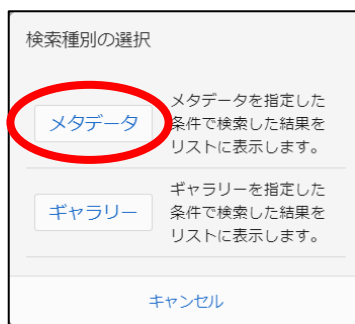 検索種別の選択
メタデータ
メタデータを指定した
条件で検索した結果を
リストに表示します。
ギャラリー
ギャラリーを指定した
条件で検索した結果を
リストに表示します。
キャンセル